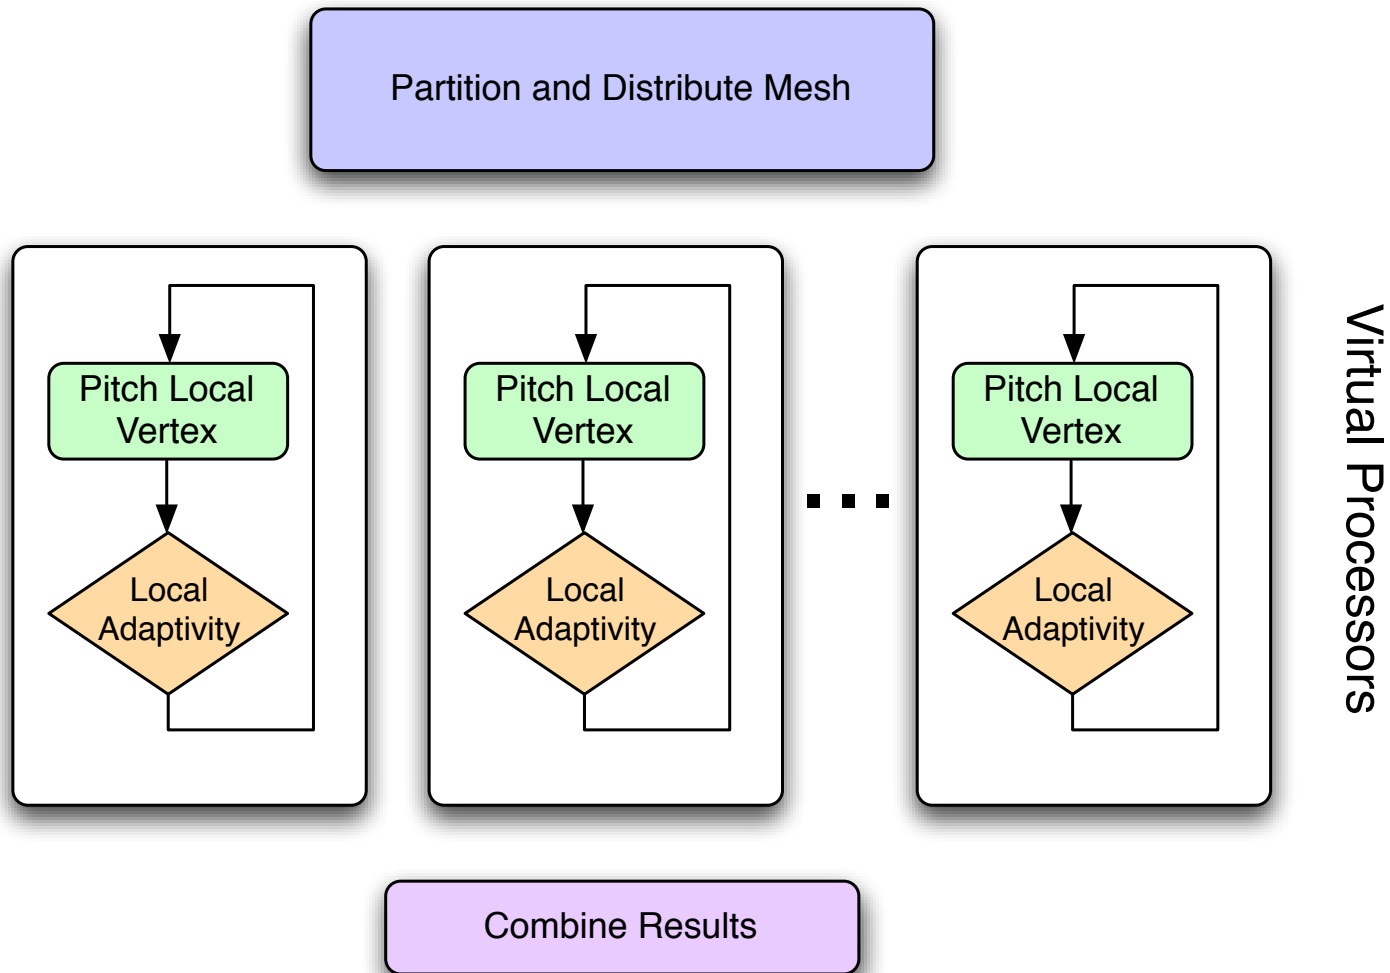 Partition and Distribute Mesh
Pitch Local
Vertex
Local
Adaptivity
Pitch Local
Vertex
Local
Adaptivity
Pitch Local
Vertex
Local
Adaptivity
Virtual Processors
Combine Results